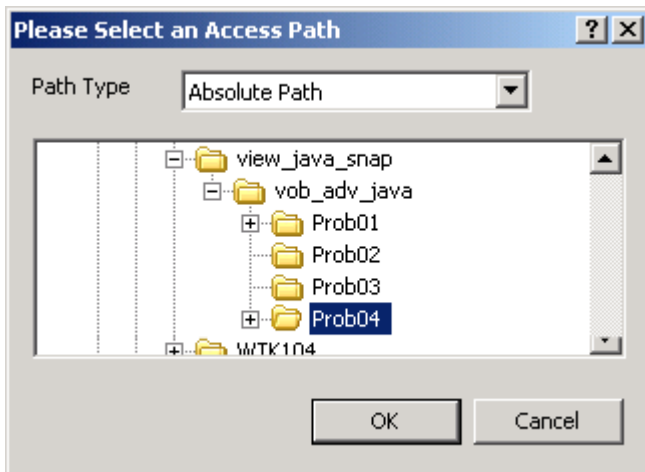 Please Select an Access Path
Path Type
Absolute Path
view_java_snap
vob_adv_java
Prob01
Prob02
Prob03
Prob04
WTK104
OK
Cancel